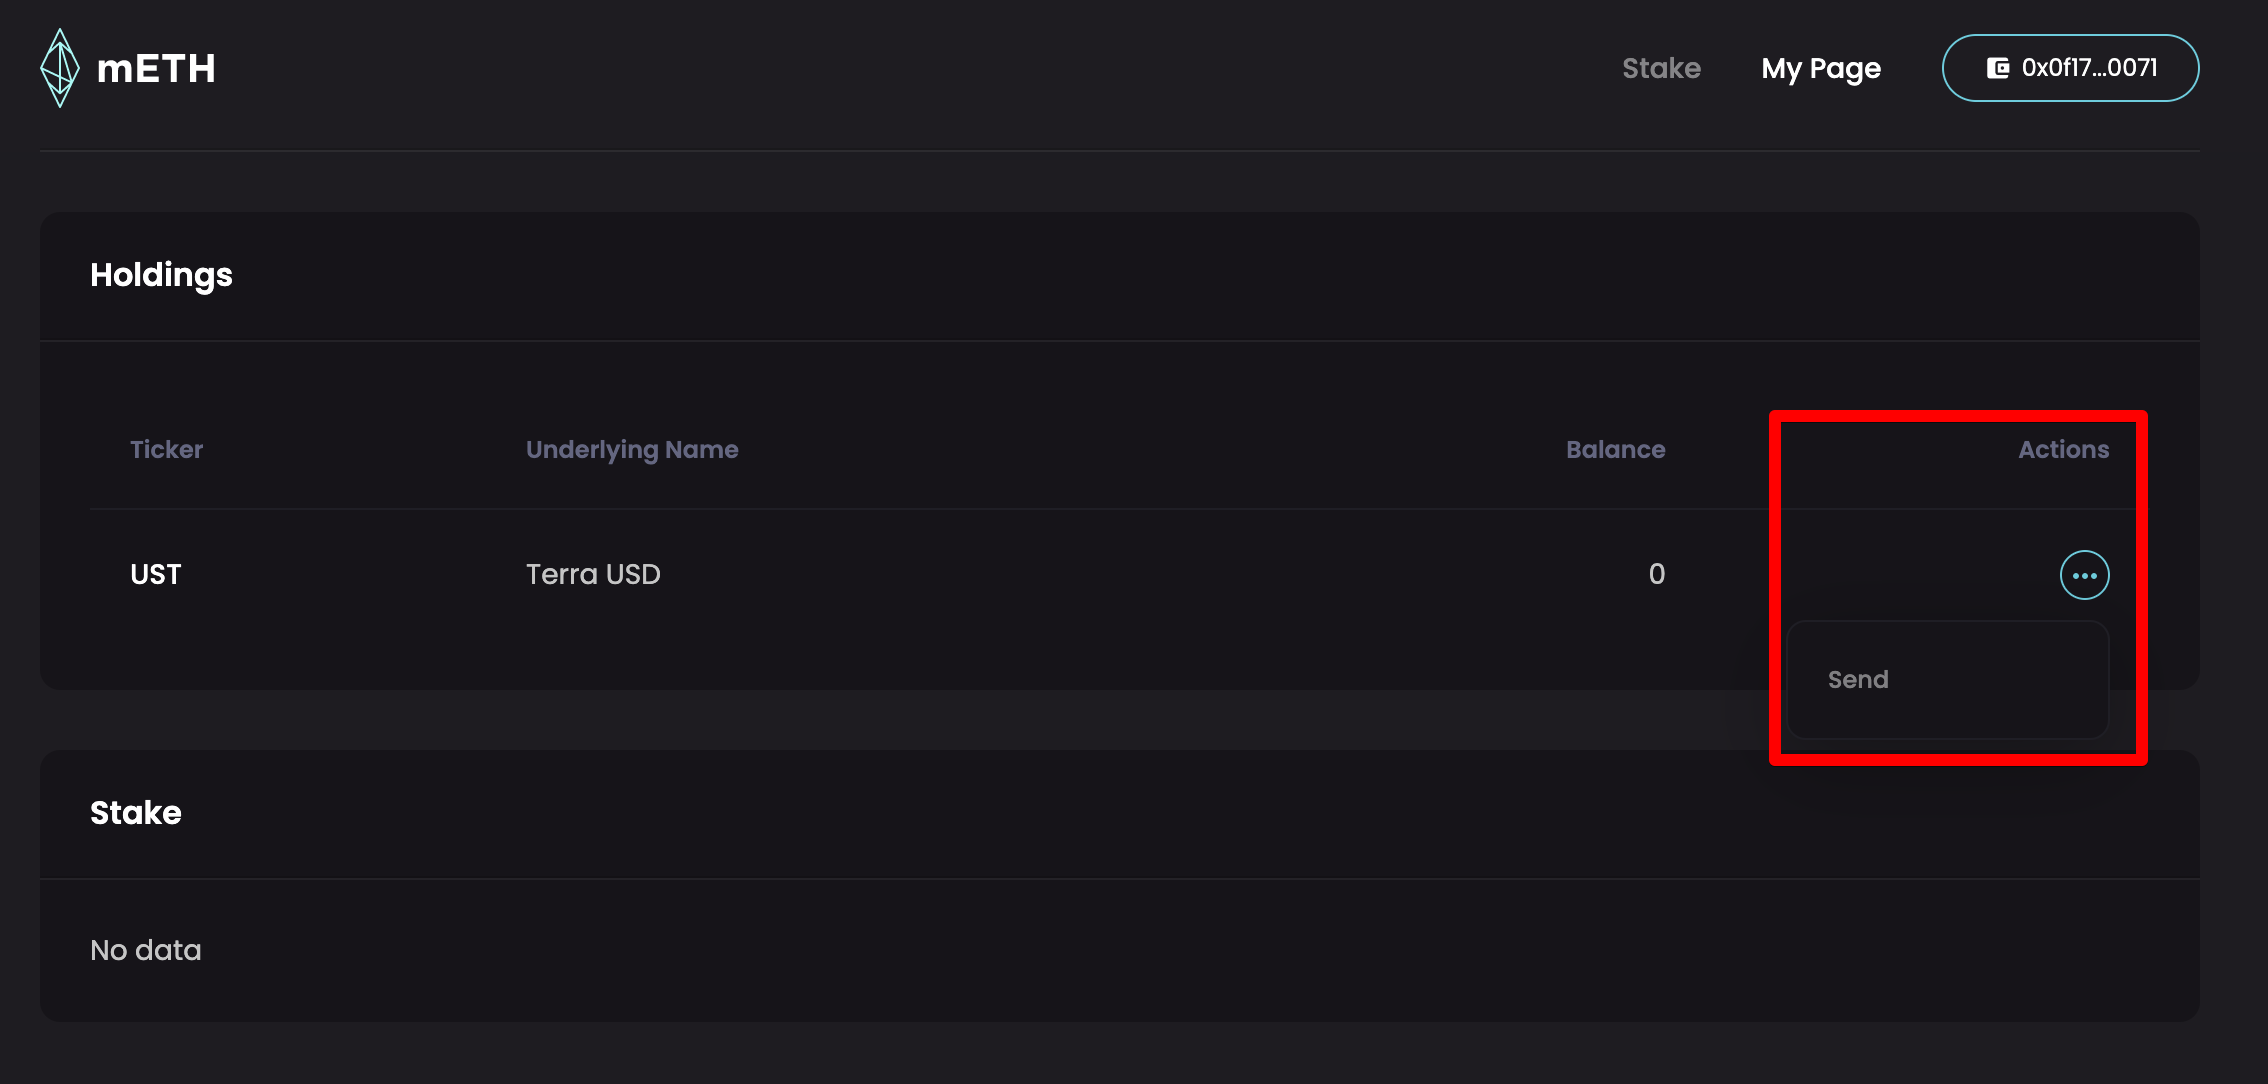 mETH
Stake My Page 0x0f17...0071
Holdings
Ticker Underlying Name Balance Actions
UST Terra USD 0
Send
Stake
No data